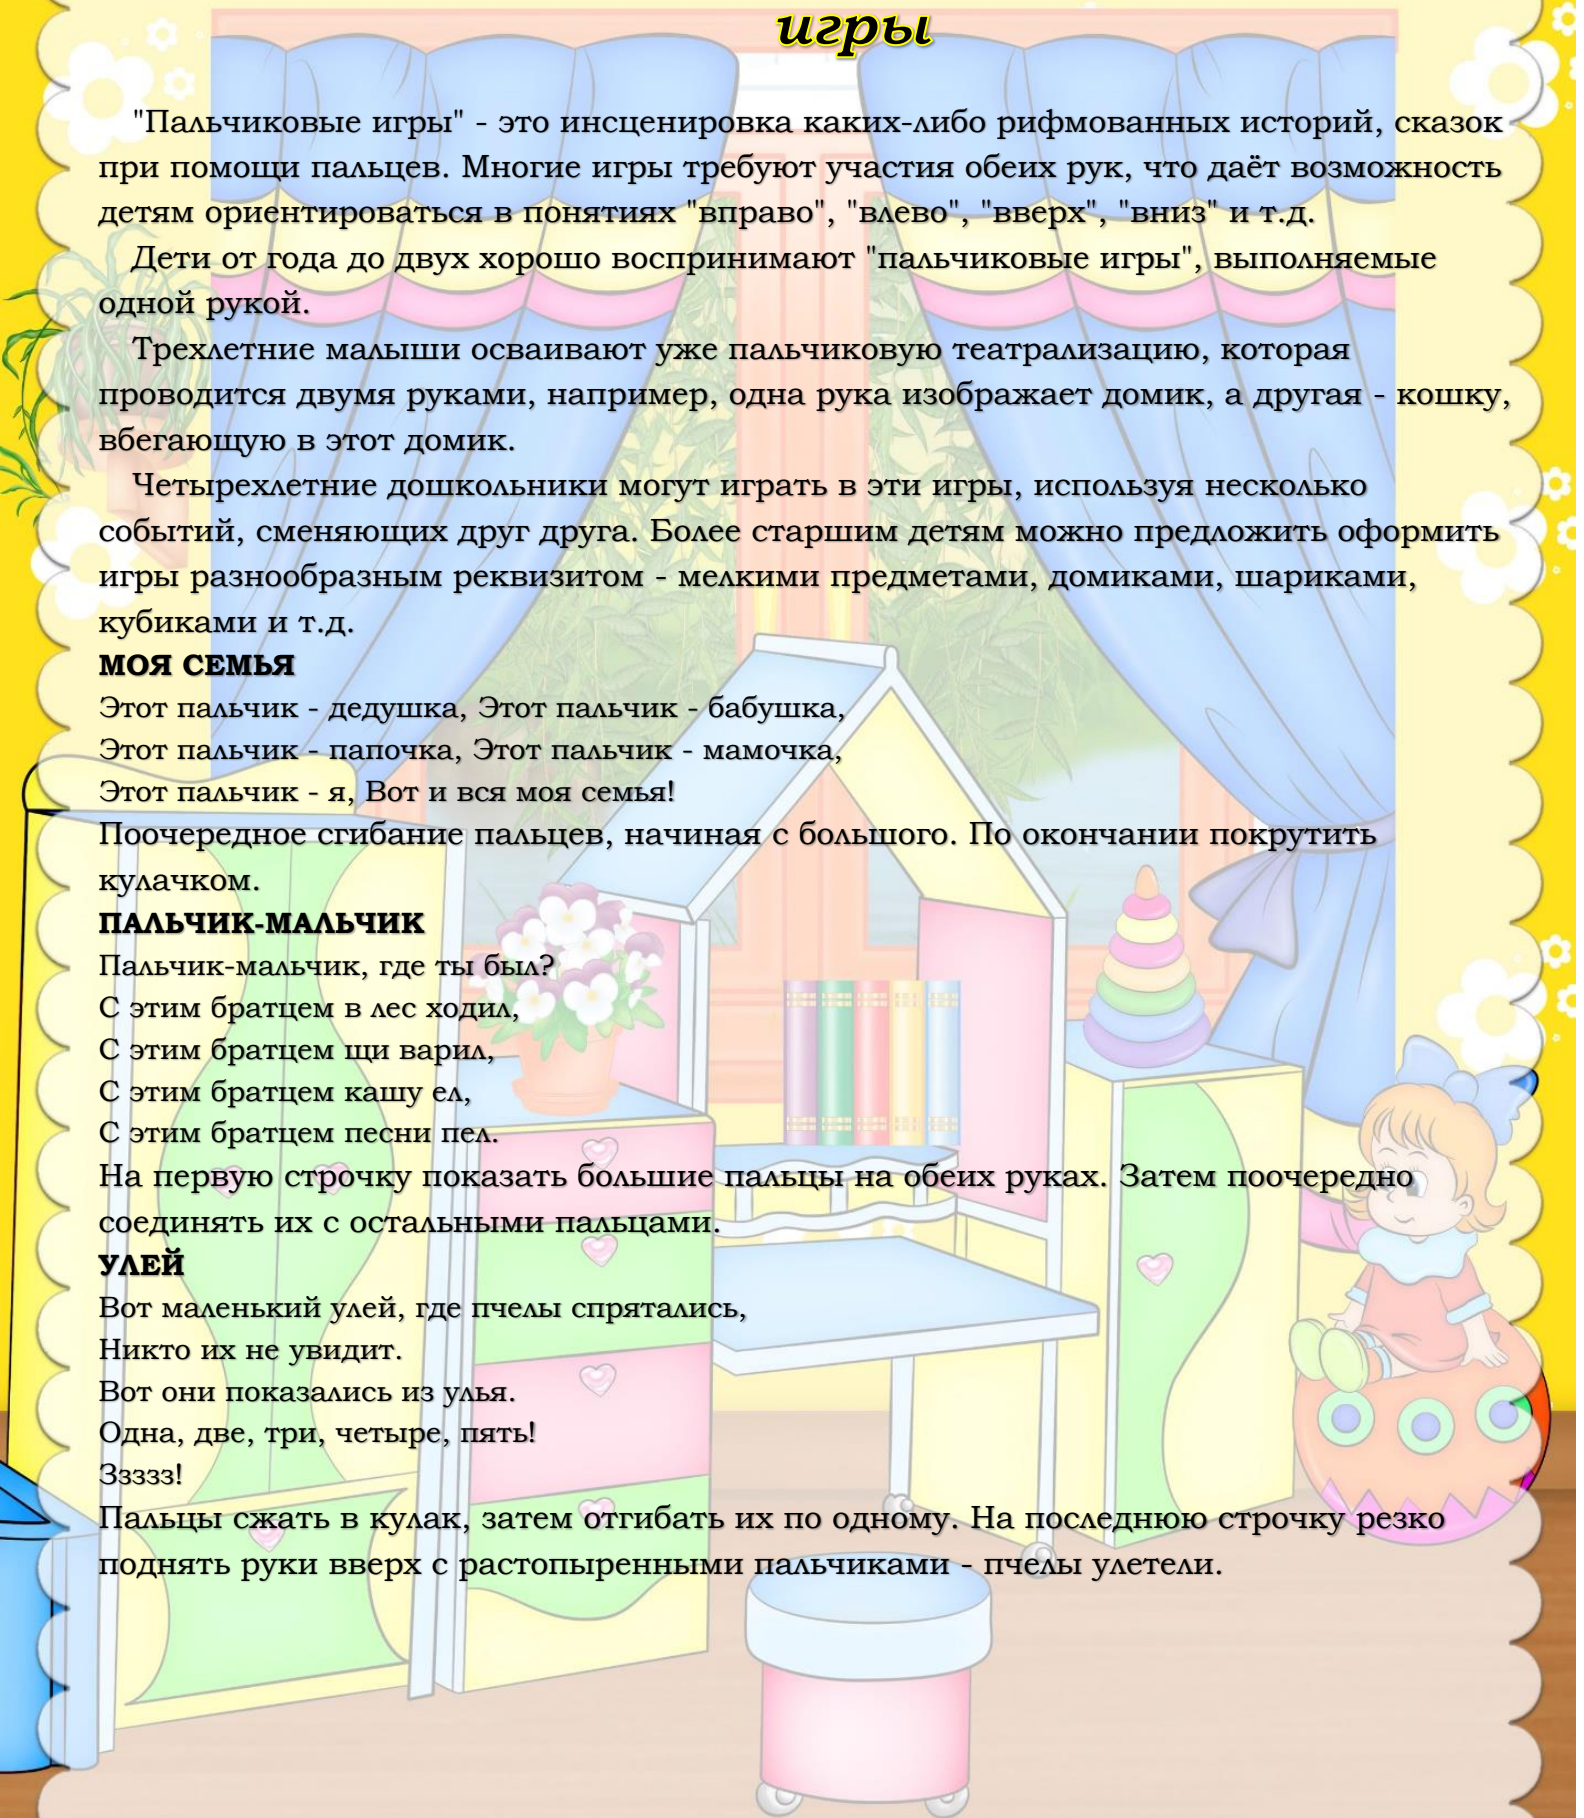 игры
"Пальчиковые игры" - это инсценировка каких-либо рифмованных историй, сказок
при помощи пальцев. Многие игры требуют участия обеих рук, что даёт возможность
детям ориентироваться в понятиях "вправо", "влево", "вверх", "вниз" и т.д.
Дети от года до двух хорошо воспринимают "пальчиковые игры", выполняемые
одной рукой.
Трехлетние малыши осваивают уже пальчиковую театрализацию, которая
проводится двумя руками, например, одна рука изображает домик, а другая - кошку,
вбегающую в этот домик.
Четырехлетние дошкольники могут играть в эти игры, используя несколько
событий, сменяющих друг друга. Более старшим детям можно предложить оформить
игры разнообразным реквизитом - мелкими предметами, домиками, шариками,
кубиками и т.д.
МОЯ СЕМЬЯ
Этот пальчик - дедушка, Этот пальчик - бабушка,
Этот пальчик - папочка, Этот пальчик - мамочка,
Этот пальчик - я, Вот и вся моя семья!
Поочередное сгибание пальцев, начиная с большого. По окончании покрутить
кулачком.
ПАЛЬЧИК-МАЛЬЧИК
Пальчик-мальчик, где ты был?
С этим братцем в лес ходил,
С этим братцем щи варил,
С этим братцем кашу ел,
С этим братцем песни пел.
На первую строчку показать большие пальцы на обеих руках. Затем поочередно
соединять их с остальными пальцами.
УЛЕЙ
Вот маленький улей, где пчелы спрятались,
Никто их не увидит.
Вот они показались из улья.
Одна, две, три, четыре, пять!
Ззззз!
Пальцы сжать в кулак, затем отгибать их по одному. На последнюю строчку резко
поднять руки вверх с растопыренными пальчиками - пчелы улетели.